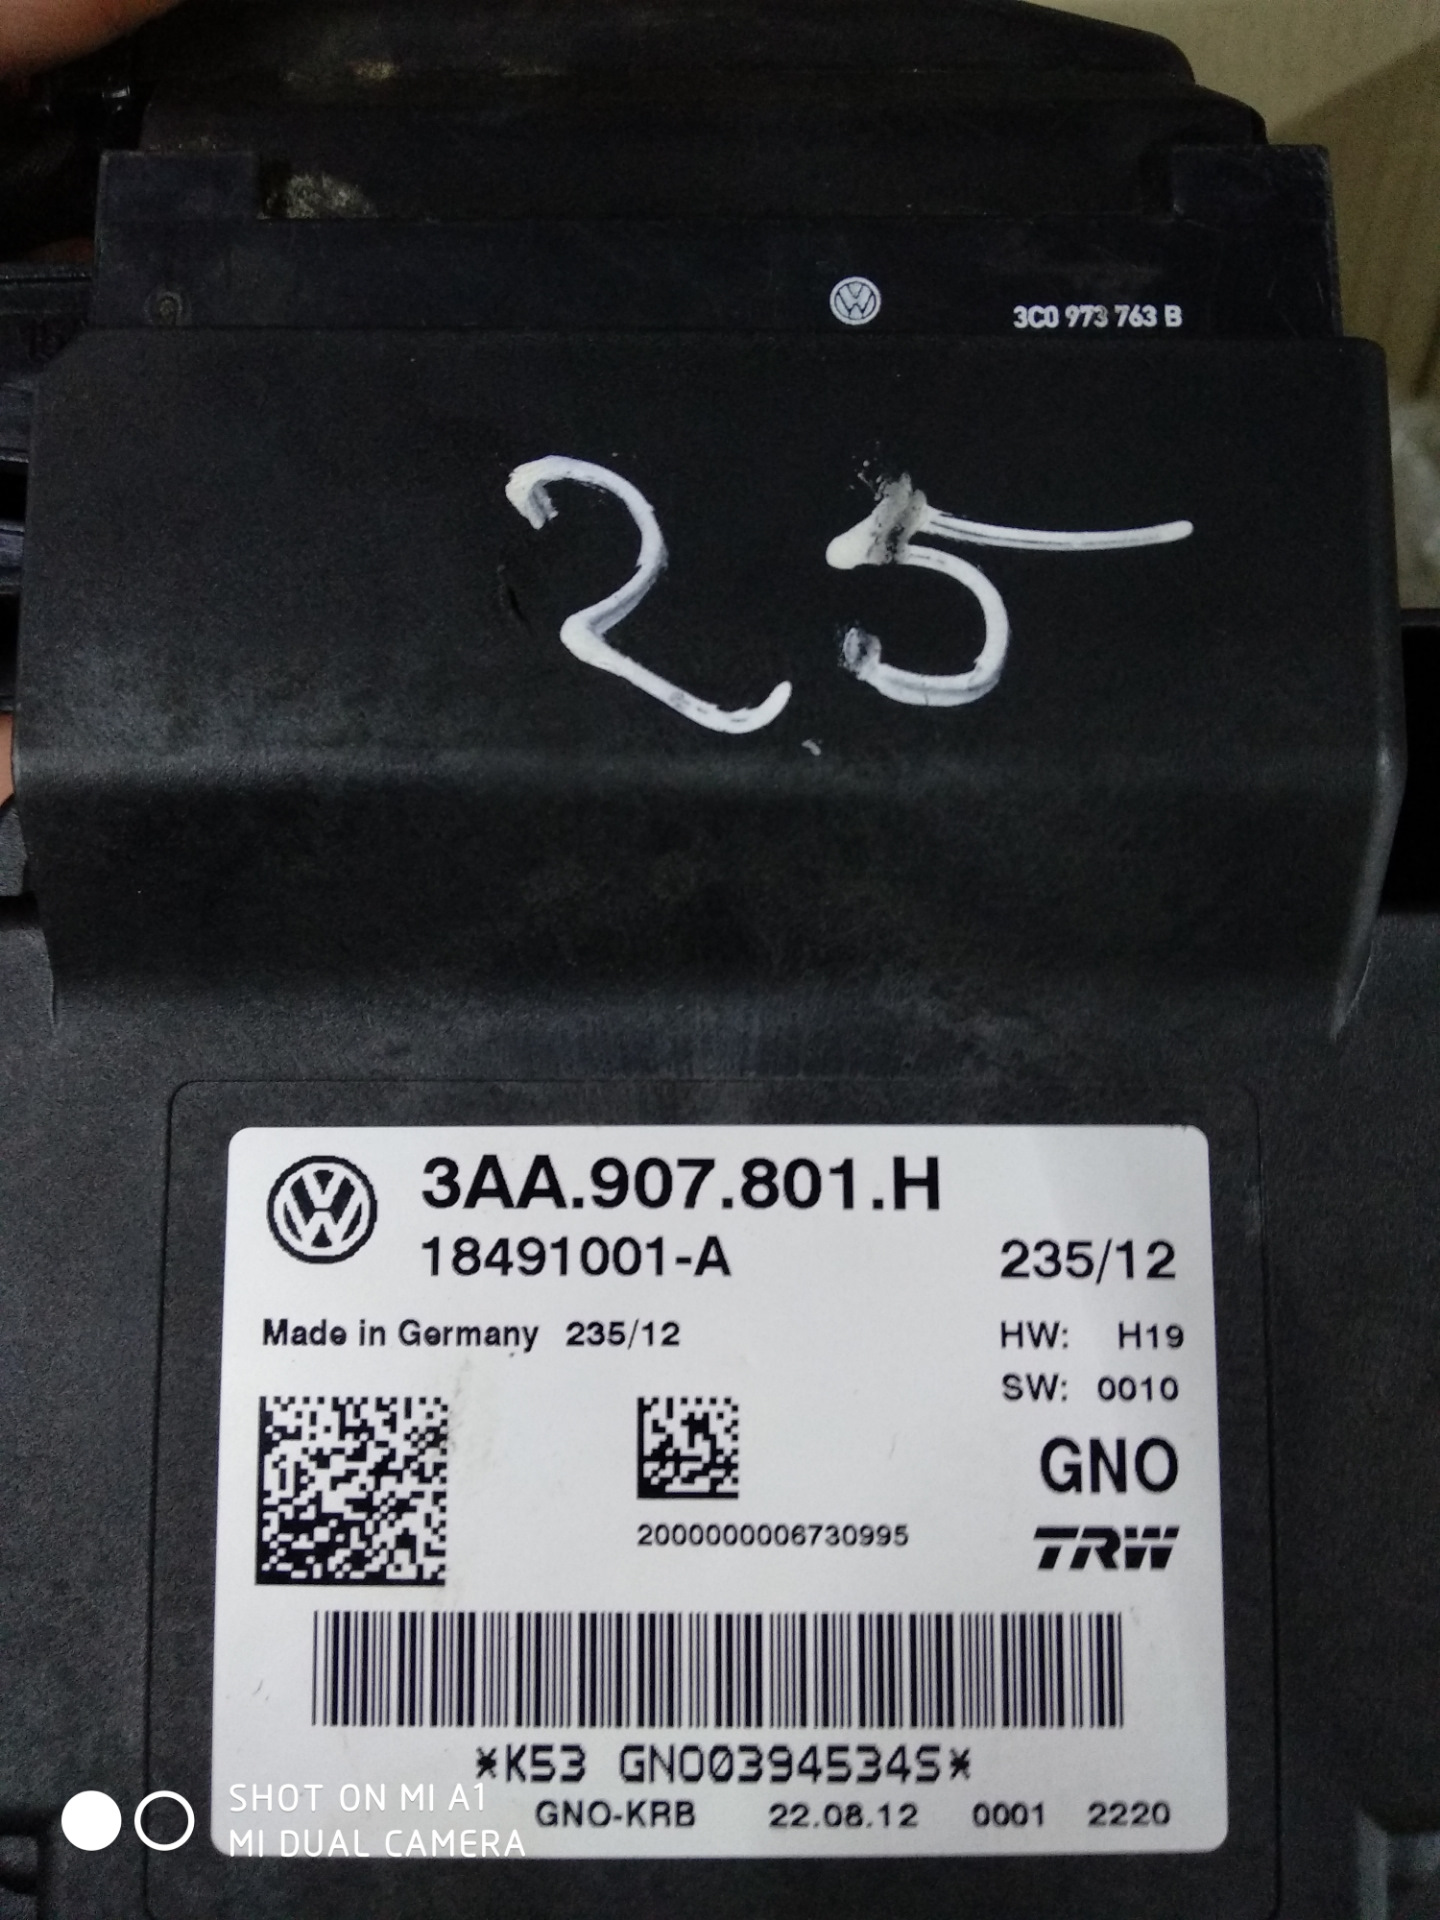 3C0 973 763 B
25
3AA.907.801.H
18491001-A 235/12
Made in Germany 235/12 HW: H19
SW: 0010
GNO
2000000006730995 TRW
*K53 GNO0394534S*
GNO-KRB 22.08.12 0001 2220
SHOT ON MI A1
MI DUAL CAMERA